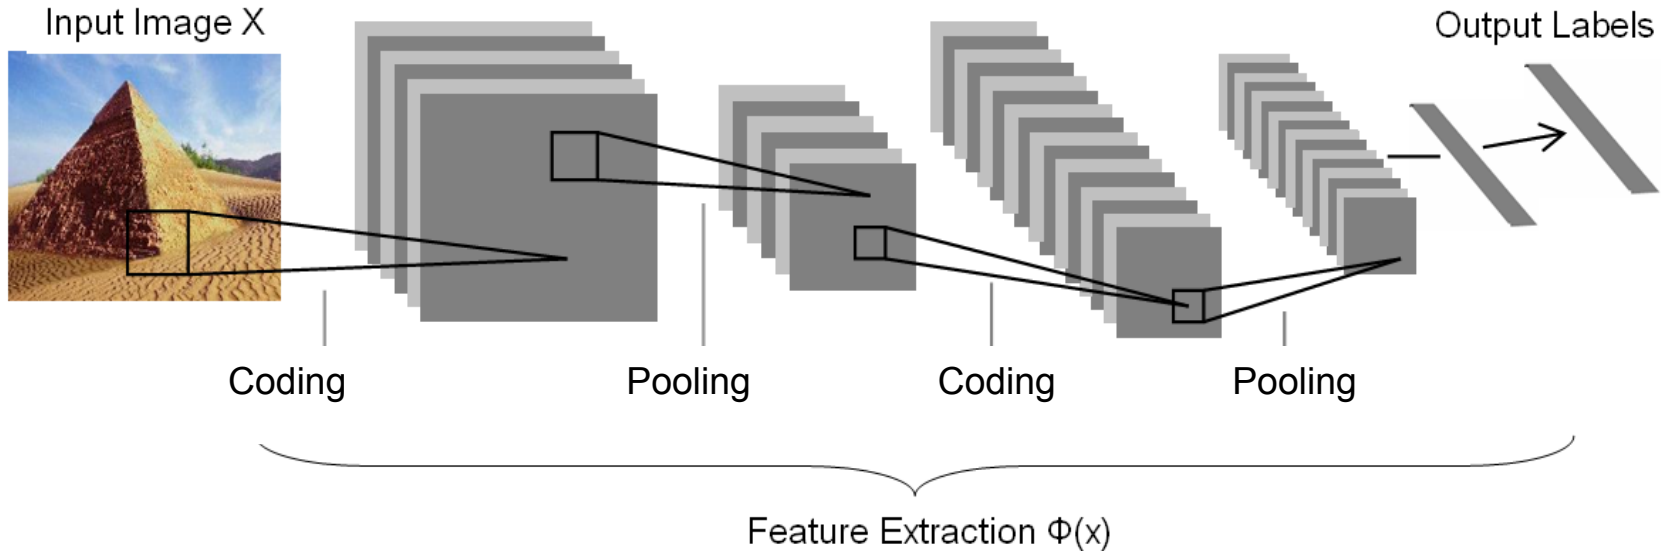 Input Image X
Output Labels
Coding
Pooling
Coding
Pooling
Feature Extraction Φ(x)